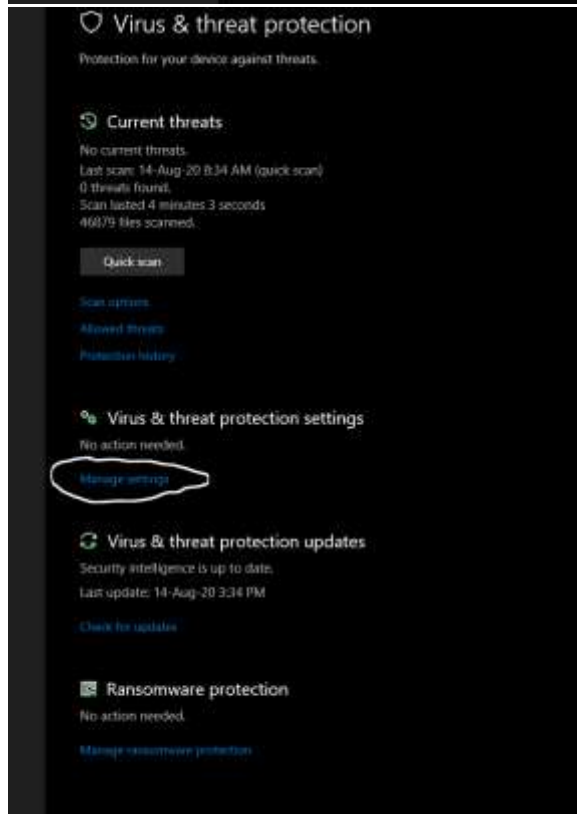 Virus & threat protection
Protection for your device against threats.
Current threats
No current threats.
Last scan: 14-Aug-20 8:34 AM (quick scan)
0 threats found.
Scan lasted 4 minutes 3 seconds
46879 files scanned.
Quick scan
Scan options
Allowed threats
Protection history
Virus & threat protection settings
No action needed.
Manage settings
Virus & threat protection updates
Security intelligence is up to date.
Last update: 14-Aug-20 3:34 PM
Check for updates
Ransomware protection
No action needed.
Manage ransomware protection